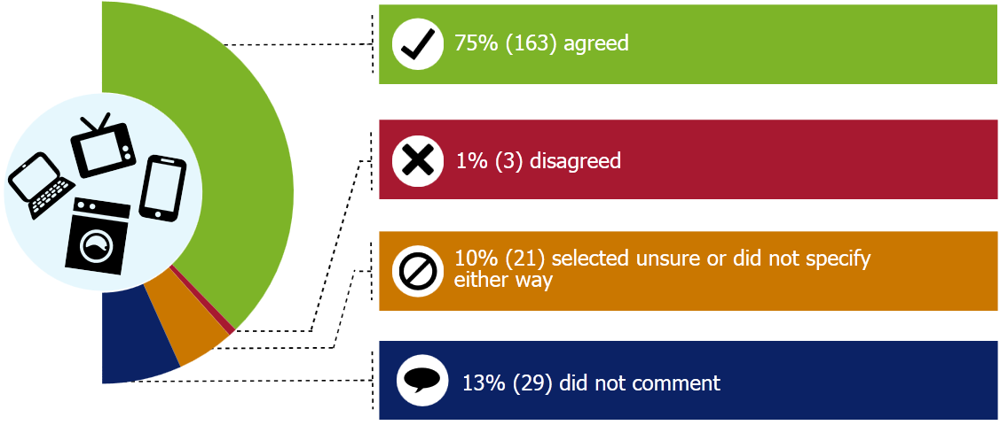 75% (163) agreed
1% (3) disagreed
10% (21) selected unsure or did not specify
either way
13% (29) did not comment